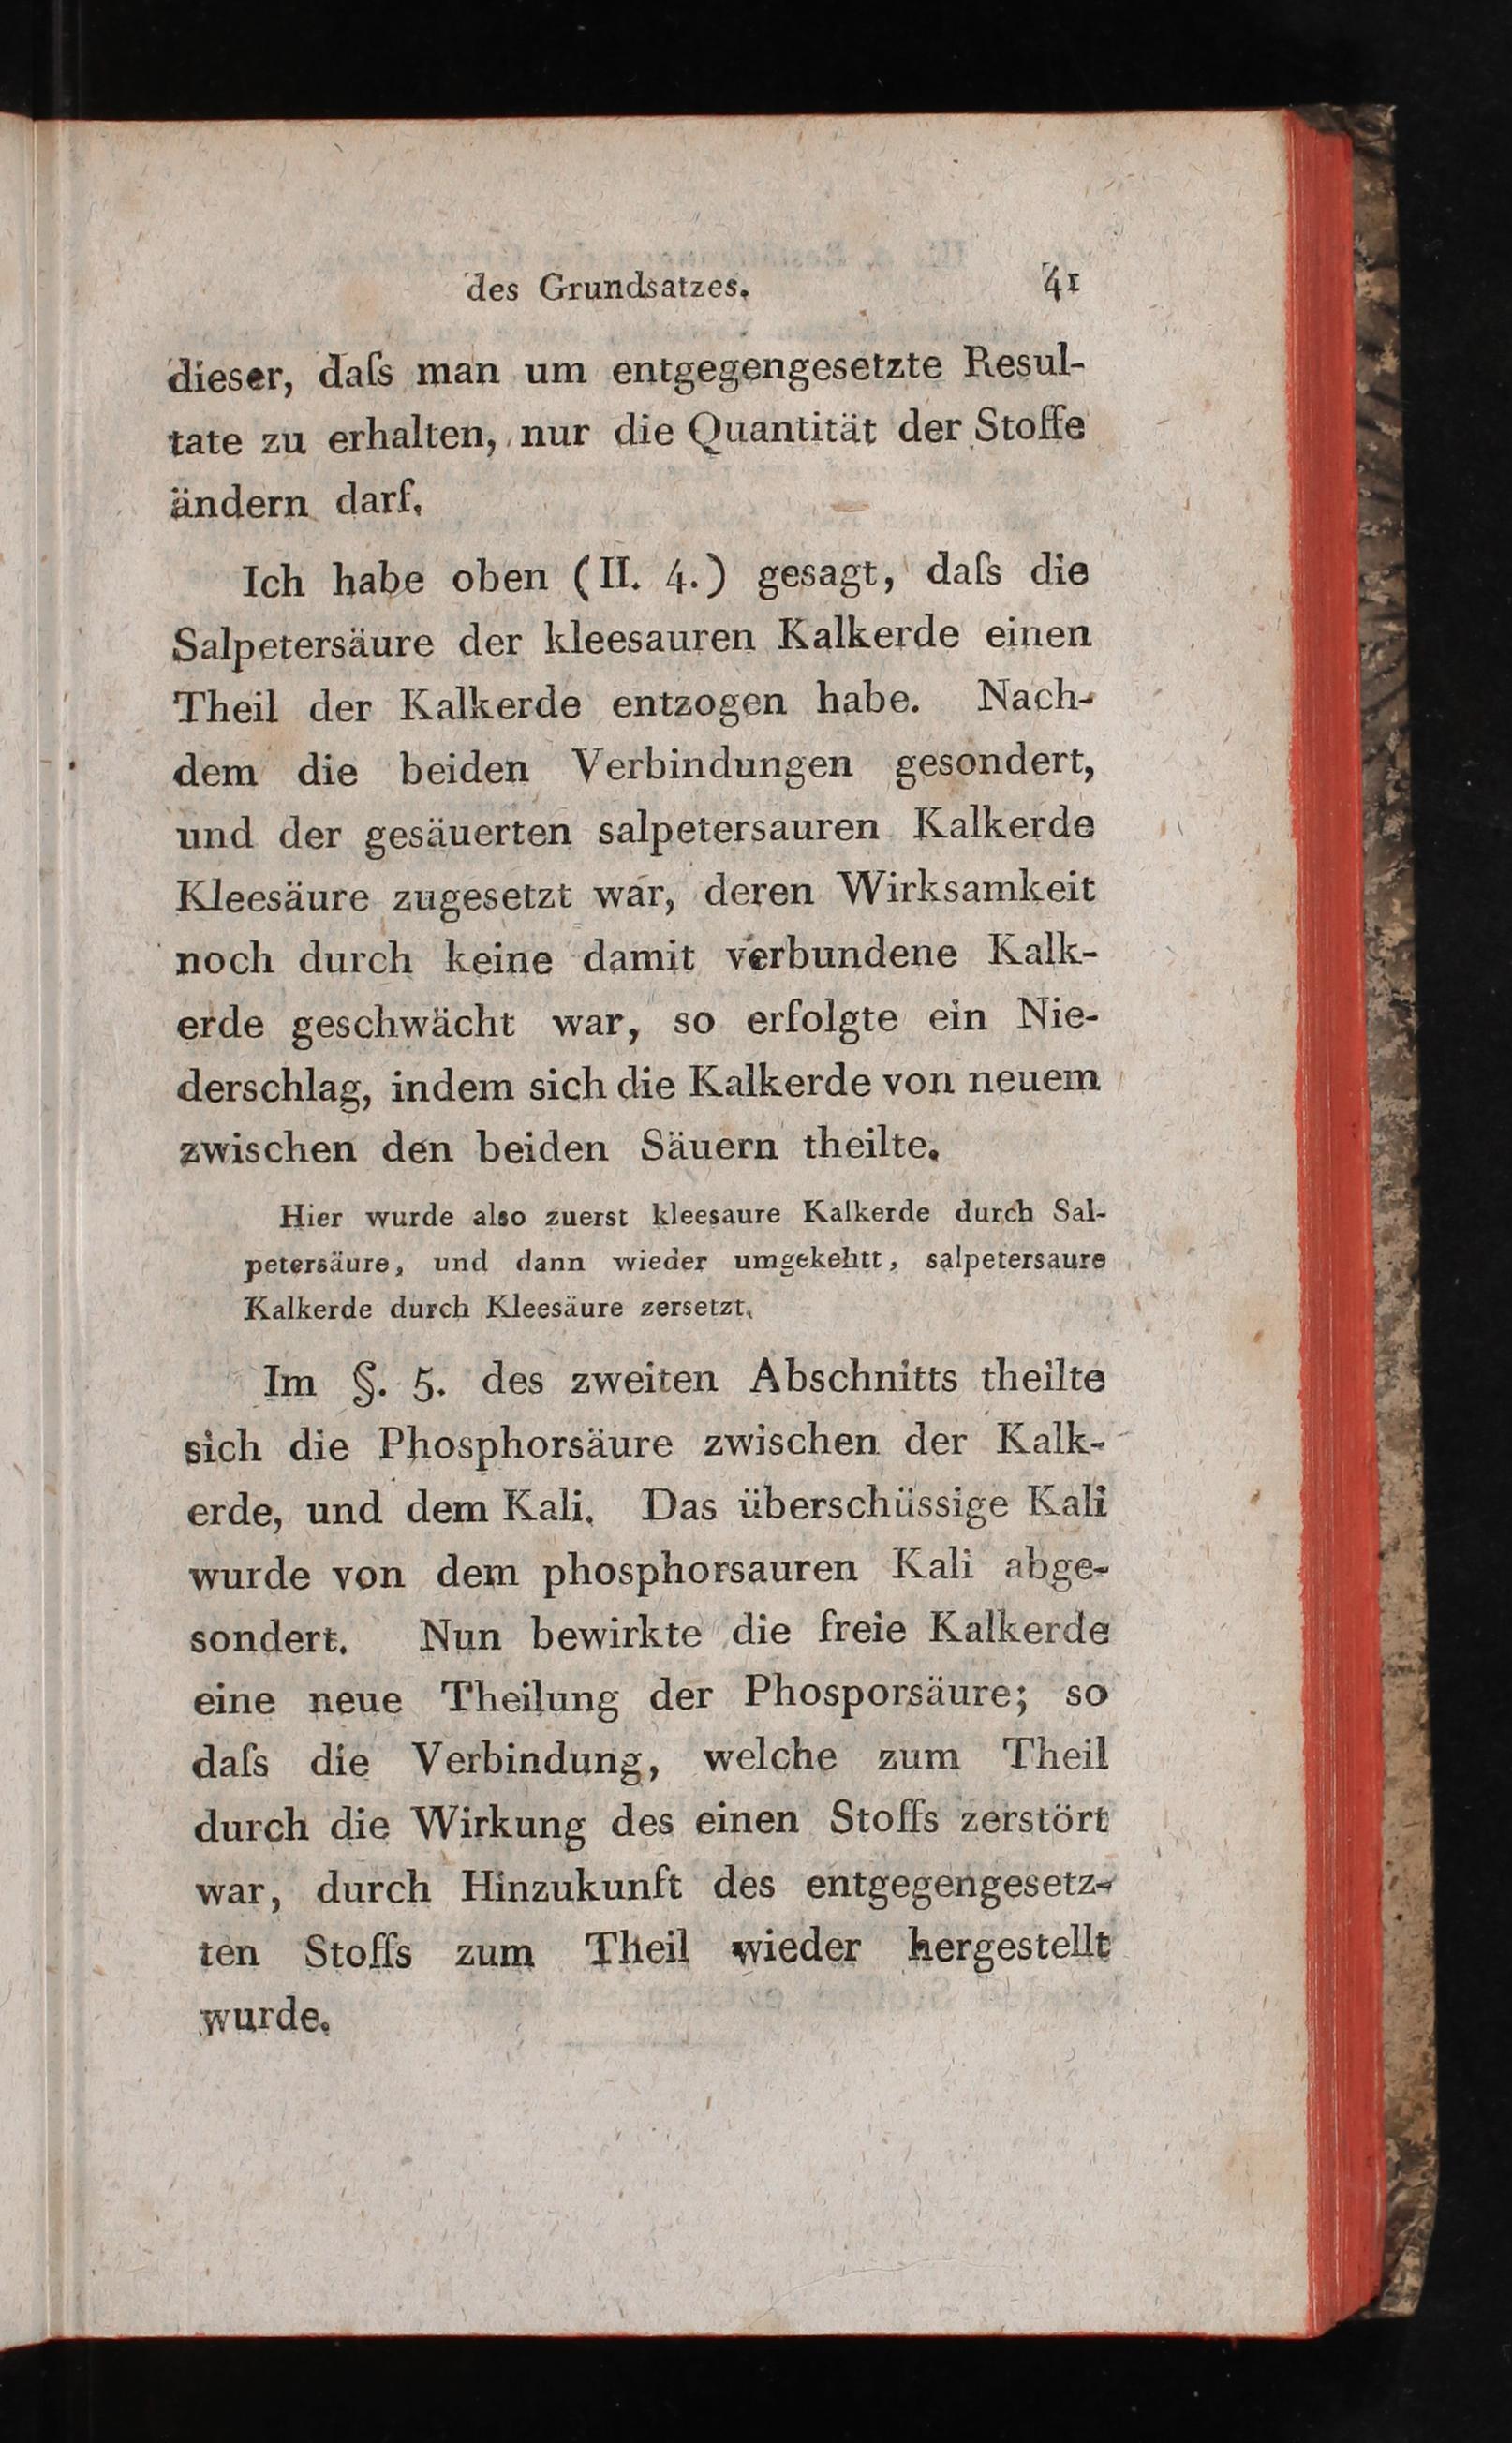 des Grundsatzes. 41
dieser, daſs man um entgegengesetzte Resul-
tate zu erhalten, nur die Quantität der Stoffe
ändern darf.
Ich habe oben (II. 4.) gesagt, daſs die
Salpetersäure der kleesauren Kalkerde einen
Theil der Kalkerde entzogen habe. Nach-
dem die beiden Verbindungen gesondert,
und der gesäuerten salpetersauren Kalkerde
Kleesäure zugesetzt war, deren Wirksamkeit
noch durch keine damit verbundene Kalk-
erde geschwächt war, so erfolgte ein Nie-
derschlag, indem sich die Kalkerde von neuem
zwischen den beiden Säuern theilte.
Hier wurde also zuerst kleesaure Kalkerde durch Sal-
petersäure, und dann wieder umgekehtt, salpetersaure
Kalkerde durch Kleesäure zersetzt.
Im §. 5. des zweiten Abschnitts theilte
sich die Phosphorsäure zwischen der Kalk-
erde, und dem Kali. Das überschüssige Kali
wurde von dem phosphorsauren Kali abge-
sondert. Nun bewirkte die freie Kalkerde
eine neue Theilung der Phosporsäure; so
daſs die Verbindung, welche zum Theil
durch die Wirkung des einen Stoffs zerstört
war, durch Hinzukunft des entgegengesetz-
ten Stoffs zum Theil wieder hergestellt
wurde.